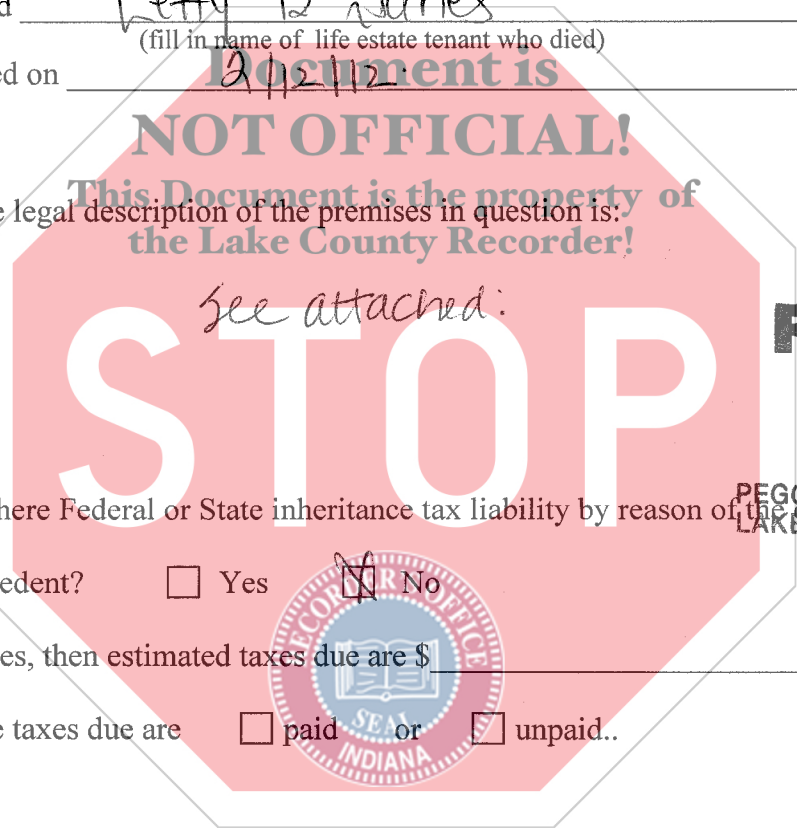 d
(fill in name of life estate tenant who died)
ed on 2/12/12.
Document is
NOT OFFICIAL!
This Document is the property of
the Lake County Recorder!
e legal description of the premises in question is:
See attached:
STOP
here Federal or State inheritance tax liability by reason of the
PEGG
LAKE
edent? Yes No
es, then estimated taxes due are $
e taxes due are paid or unpaid..
RECORDER'S OFFICE
SEAL
INDIANA